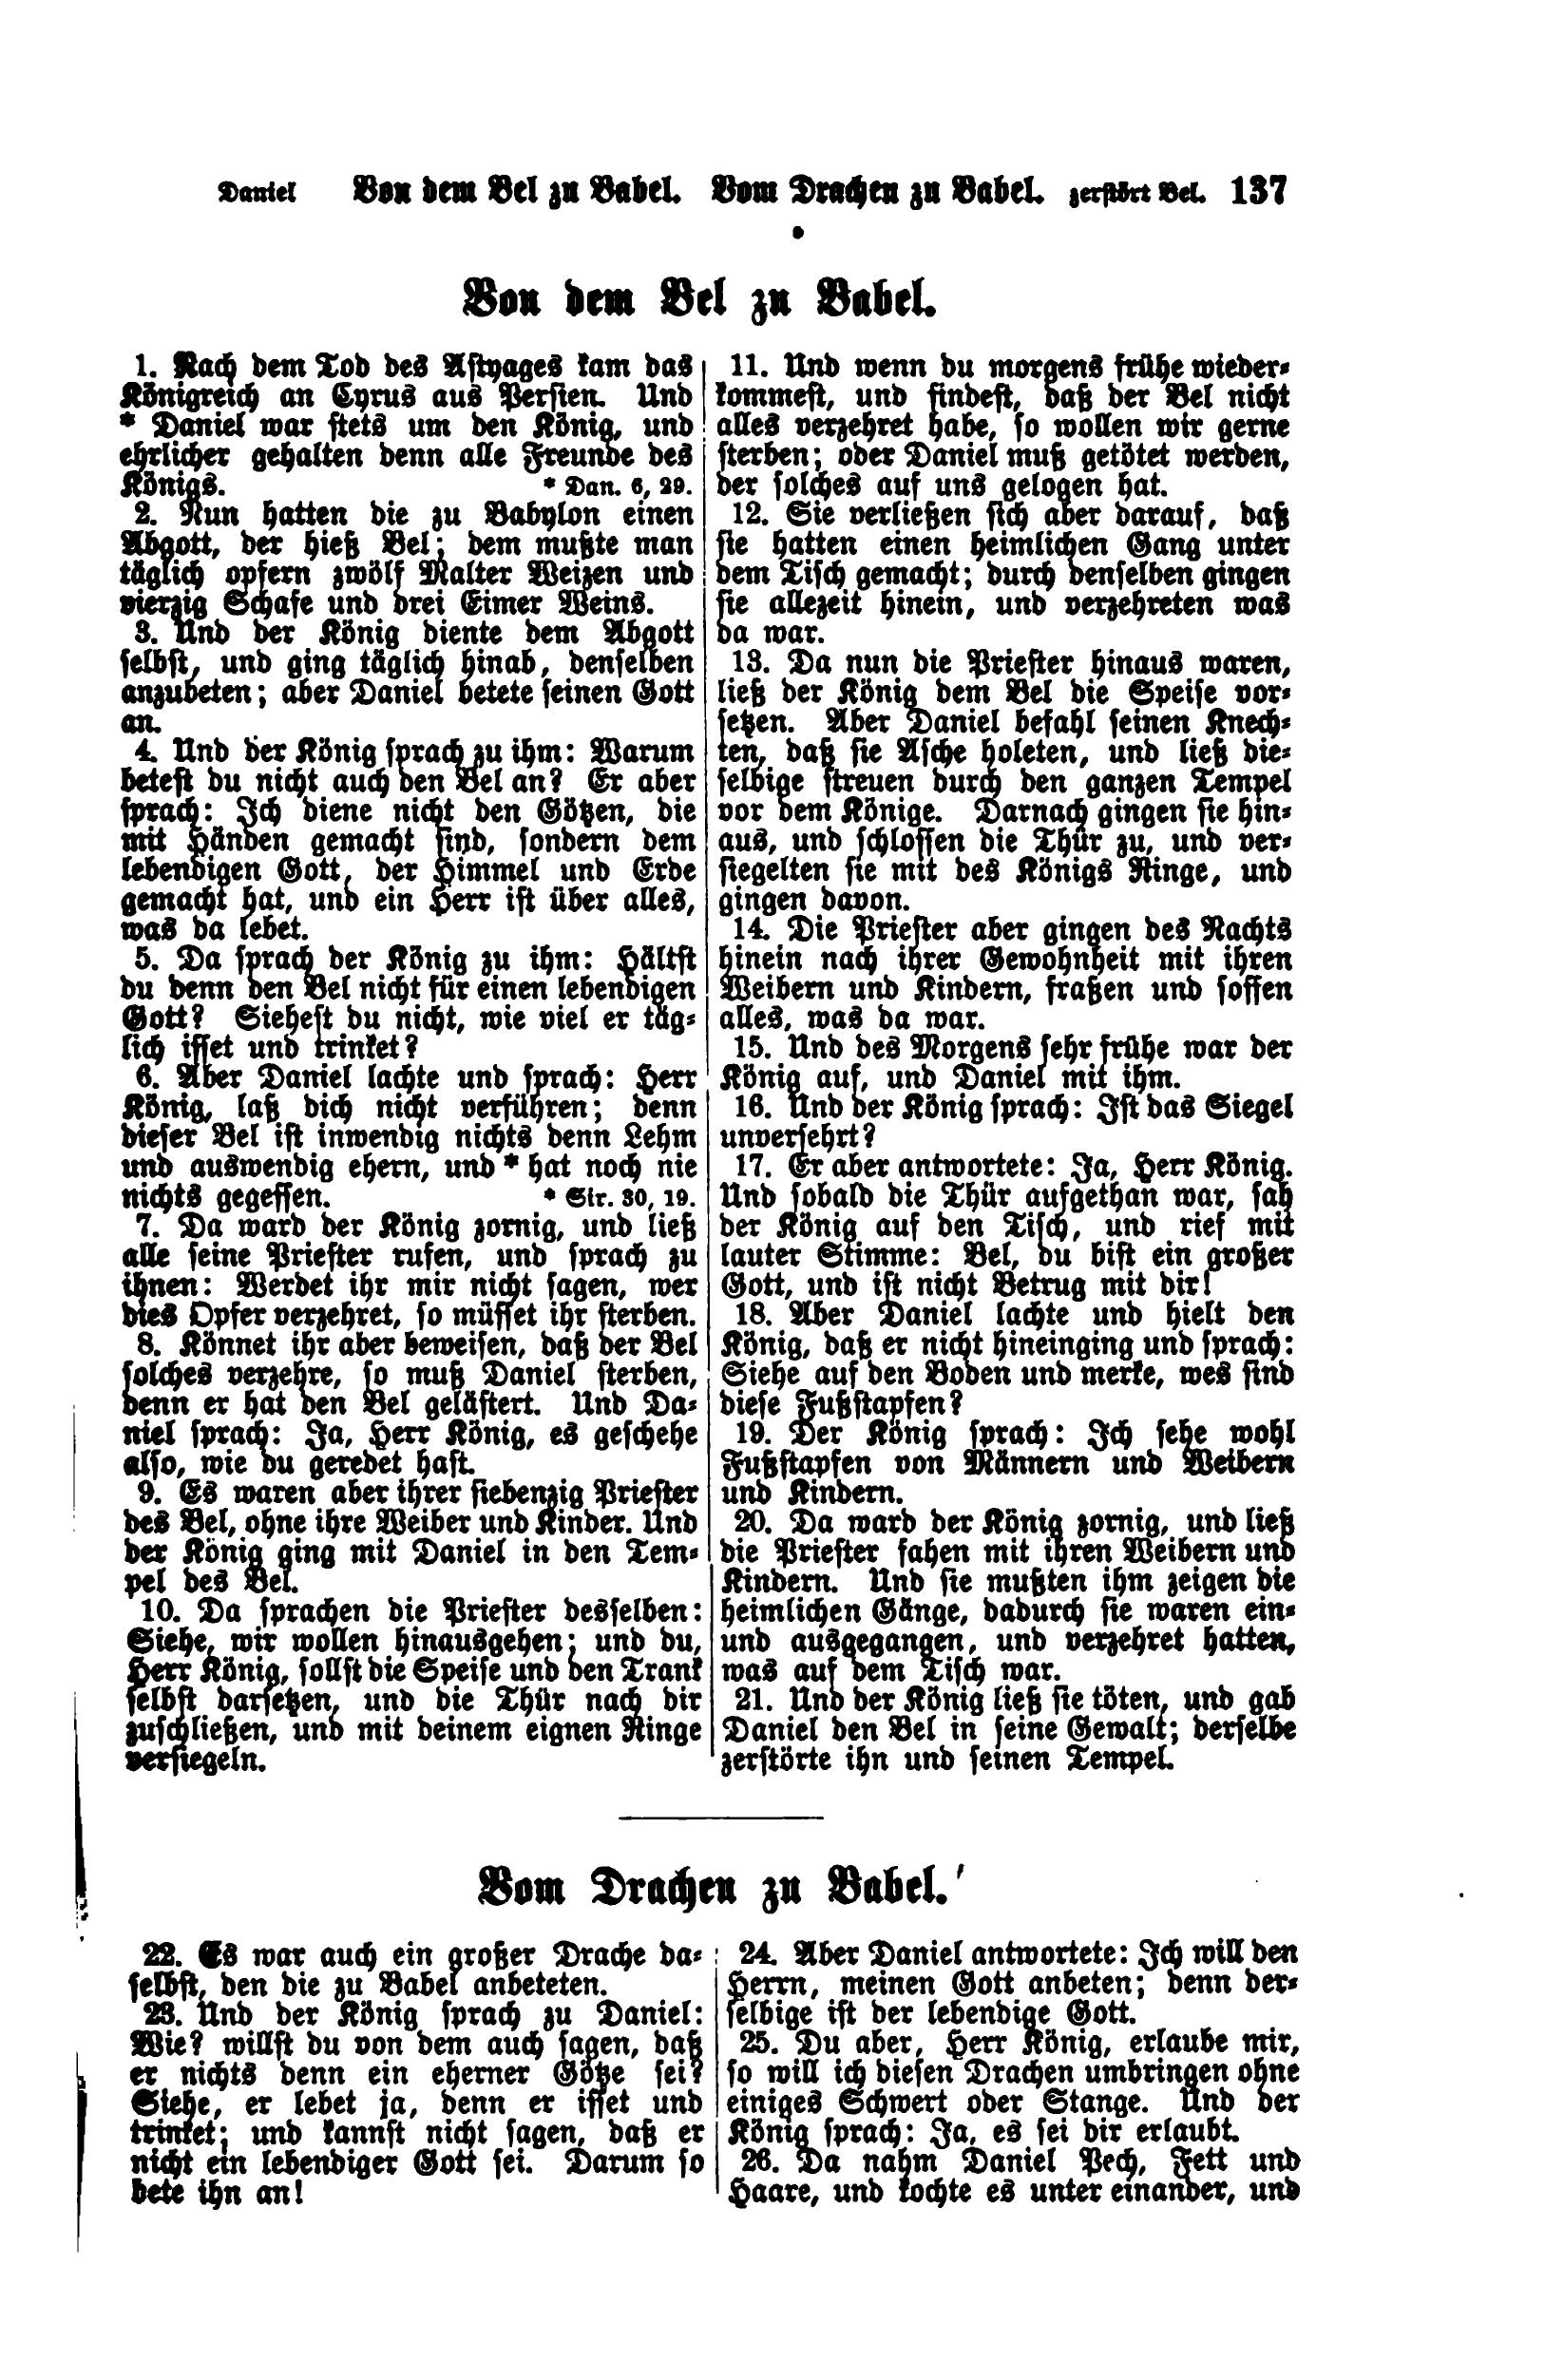 Daniel Von dem Bel zu Babel. Vom Drachen zu Babel. zerstört Bel. 137
Von dem Bel zu Babel.
1. Nach dem Tod des Astyages kam das
Königreich an Cyrus aus Persien. Und
* Daniel war stets um den König, und
ehrlicher gehalten denn alle Freunde des
Königs. * Dan. 6, 29.
2. Nun hatten die zu Babylon einen
Abgott, der hieß Bel; dem mußte man
täglich opfern zwölf Malter Weizen und
vierzig Schafe und drei Eimer Weins.
3. Und der König diente dem Abgott
selbst, und ging täglich hinab, denselben
anzubeten; aber Daniel betete seinen Gott
an.
4. Und der König sprach zu ihm: Warum
betest du nicht auch den Bel an? Er aber
sprach: Ich diene nicht den Götzen, die
mit Händen gemacht sind, sondern dem
lebendigen Gott, der Himmel und Erde
gemacht hat, und ein Herr ist über alles,
was da lebet.
5. Da sprach der König zu ihm: Hältst
du denn den Bel nicht für einen lebendigen
Gott? Siehest du nicht, wie viel er täg-
lich isset und trinket?
6. Aber Daniel lachte und sprach: Herr
König, laß dich nicht verführen; denn
dieser Bel ist inwendig nichts denn Lehm
und auswendig ehern, und * hat noch nie
nichts gegessen. * Sir. 30, 19.
7. Da ward der König zornig, und ließ
alle seine Priester rufen, und sprach zu
ihnen: Werdet ihr mir nicht sagen, wer
dies Opfer verzehret, so müsset ihr sterben.
8. Könnet ihr aber beweisen, daß der Bel
solches verzehre, so muß Daniel sterben,
denn er hat den Bel gelästert. Und Da-
niel sprach: Ja, Herr König, es geschehe
also, wie du geredet hast.
9. Es waren aber ihrer siebenzig Priester
des Bel, ohne ihre Weiber und Kinder. Und
der König ging mit Daniel in den Tem-
pel des Bel.
10. Da sprachen die Priester desselben:
Siehe, wir wollen hinausgehen; und du,
Herr König, sollst die Speise und den Trank
selbst darsetzen, und die Thür nach dir
zuschließen, und mit deinem eignen Ringe
versiegeln.
11. Und wenn du morgens frühe wieder-
kommest, und findest, daß der Bel nicht
alles verzehret habe, so wollen wir gerne
sterben; oder Daniel muß getötet werden,
der solches auf uns gelogen hat.
12. Sie verließen sich aber darauf, daß
sie hatten einen heimlichen Gang unter
dem Tisch gemacht; durch denselben gingen
sie allezeit hinein, und verzehreten was
da war.
13. Da nun die Priester hinaus waren,
ließ der König dem Bel die Speise vor-
setzen. Aber Daniel befahl seinen Knech-
ten, daß sie Asche holeten, und ließ die-
selbige streuen durch den ganzen Tempel
vor dem Könige. Darnach gingen sie hin-
aus, und schlossen die Thür zu, und ver-
siegelten sie mit des Königs Ringe, und
gingen davon.
14. Die Priester aber gingen des Nachts
hinein nach ihrer Gewohnheit mit ihren
Weibern und Kindern, fraßen und soffen
alles, was da war.
15. Und des Morgens sehr frühe war der
König auf, und Daniel mit ihm.
16. Und der König sprach: Ist das Siegel
unversehrt?
17. Er aber antwortete: Ja, Herr König.
Und sobald die Thür aufgethan war, sah
der König auf den Tisch, und rief mit
lauter Stimme: Bel, du bist ein großer
Gott, und ist nicht Betrug mit dir!
18. Aber Daniel lachte und hielt den
König, daß er nicht hineinging und sprach:
Siehe auf den Boden und merke, wes sind
diese Fußstapfen?
19. Der König sprach: Ich sehe wohl
Fußstapfen von Männern und Weibern
und Kindern.
20. Da ward der König zornig, und ließ
die Priester fahen mit ihren Weibern und
Kindern. Und sie mußten ihm zeigen die
heimlichen Gänge, dadurch sie waren ein-
und ausgegangen, und verzehret hatten,
was auf dem Tisch war.
21. Und der König ließ sie töten, und gab
Daniel den Bel in seine Gewalt; derselbe
zerstörte ihn und seinen Tempel.
Vom Drachen zu Babel.
22. Es war auch ein großer Drache da-
selbst, den die zu Babel anbeteten.
23. Und der König sprach zu Daniel:
Wie? willst du von dem auch sagen, daß
er nichts denn ein eherner Götze sei?
Siehe, er lebet ja, denn er isset und
trinket; und kannst nicht sagen, daß er
nicht ein lebendiger Gott sei. Darum so
bete ihn an!
24. Aber Daniel antwortete: Ich will den
Herrn, meinen Gott anbeten; denn der-
selbige ist der lebendige Gott.
25. Du aber, Herr König, erlaube mir,
so will ich diesen Drachen umbringen ohne
einiges Schwert oder Stange. Und der
König sprach: Ja, es sei dir erlaubt.
26. Da nahm Daniel Pech, Fett und
Haare, und kochte es unter einander, und